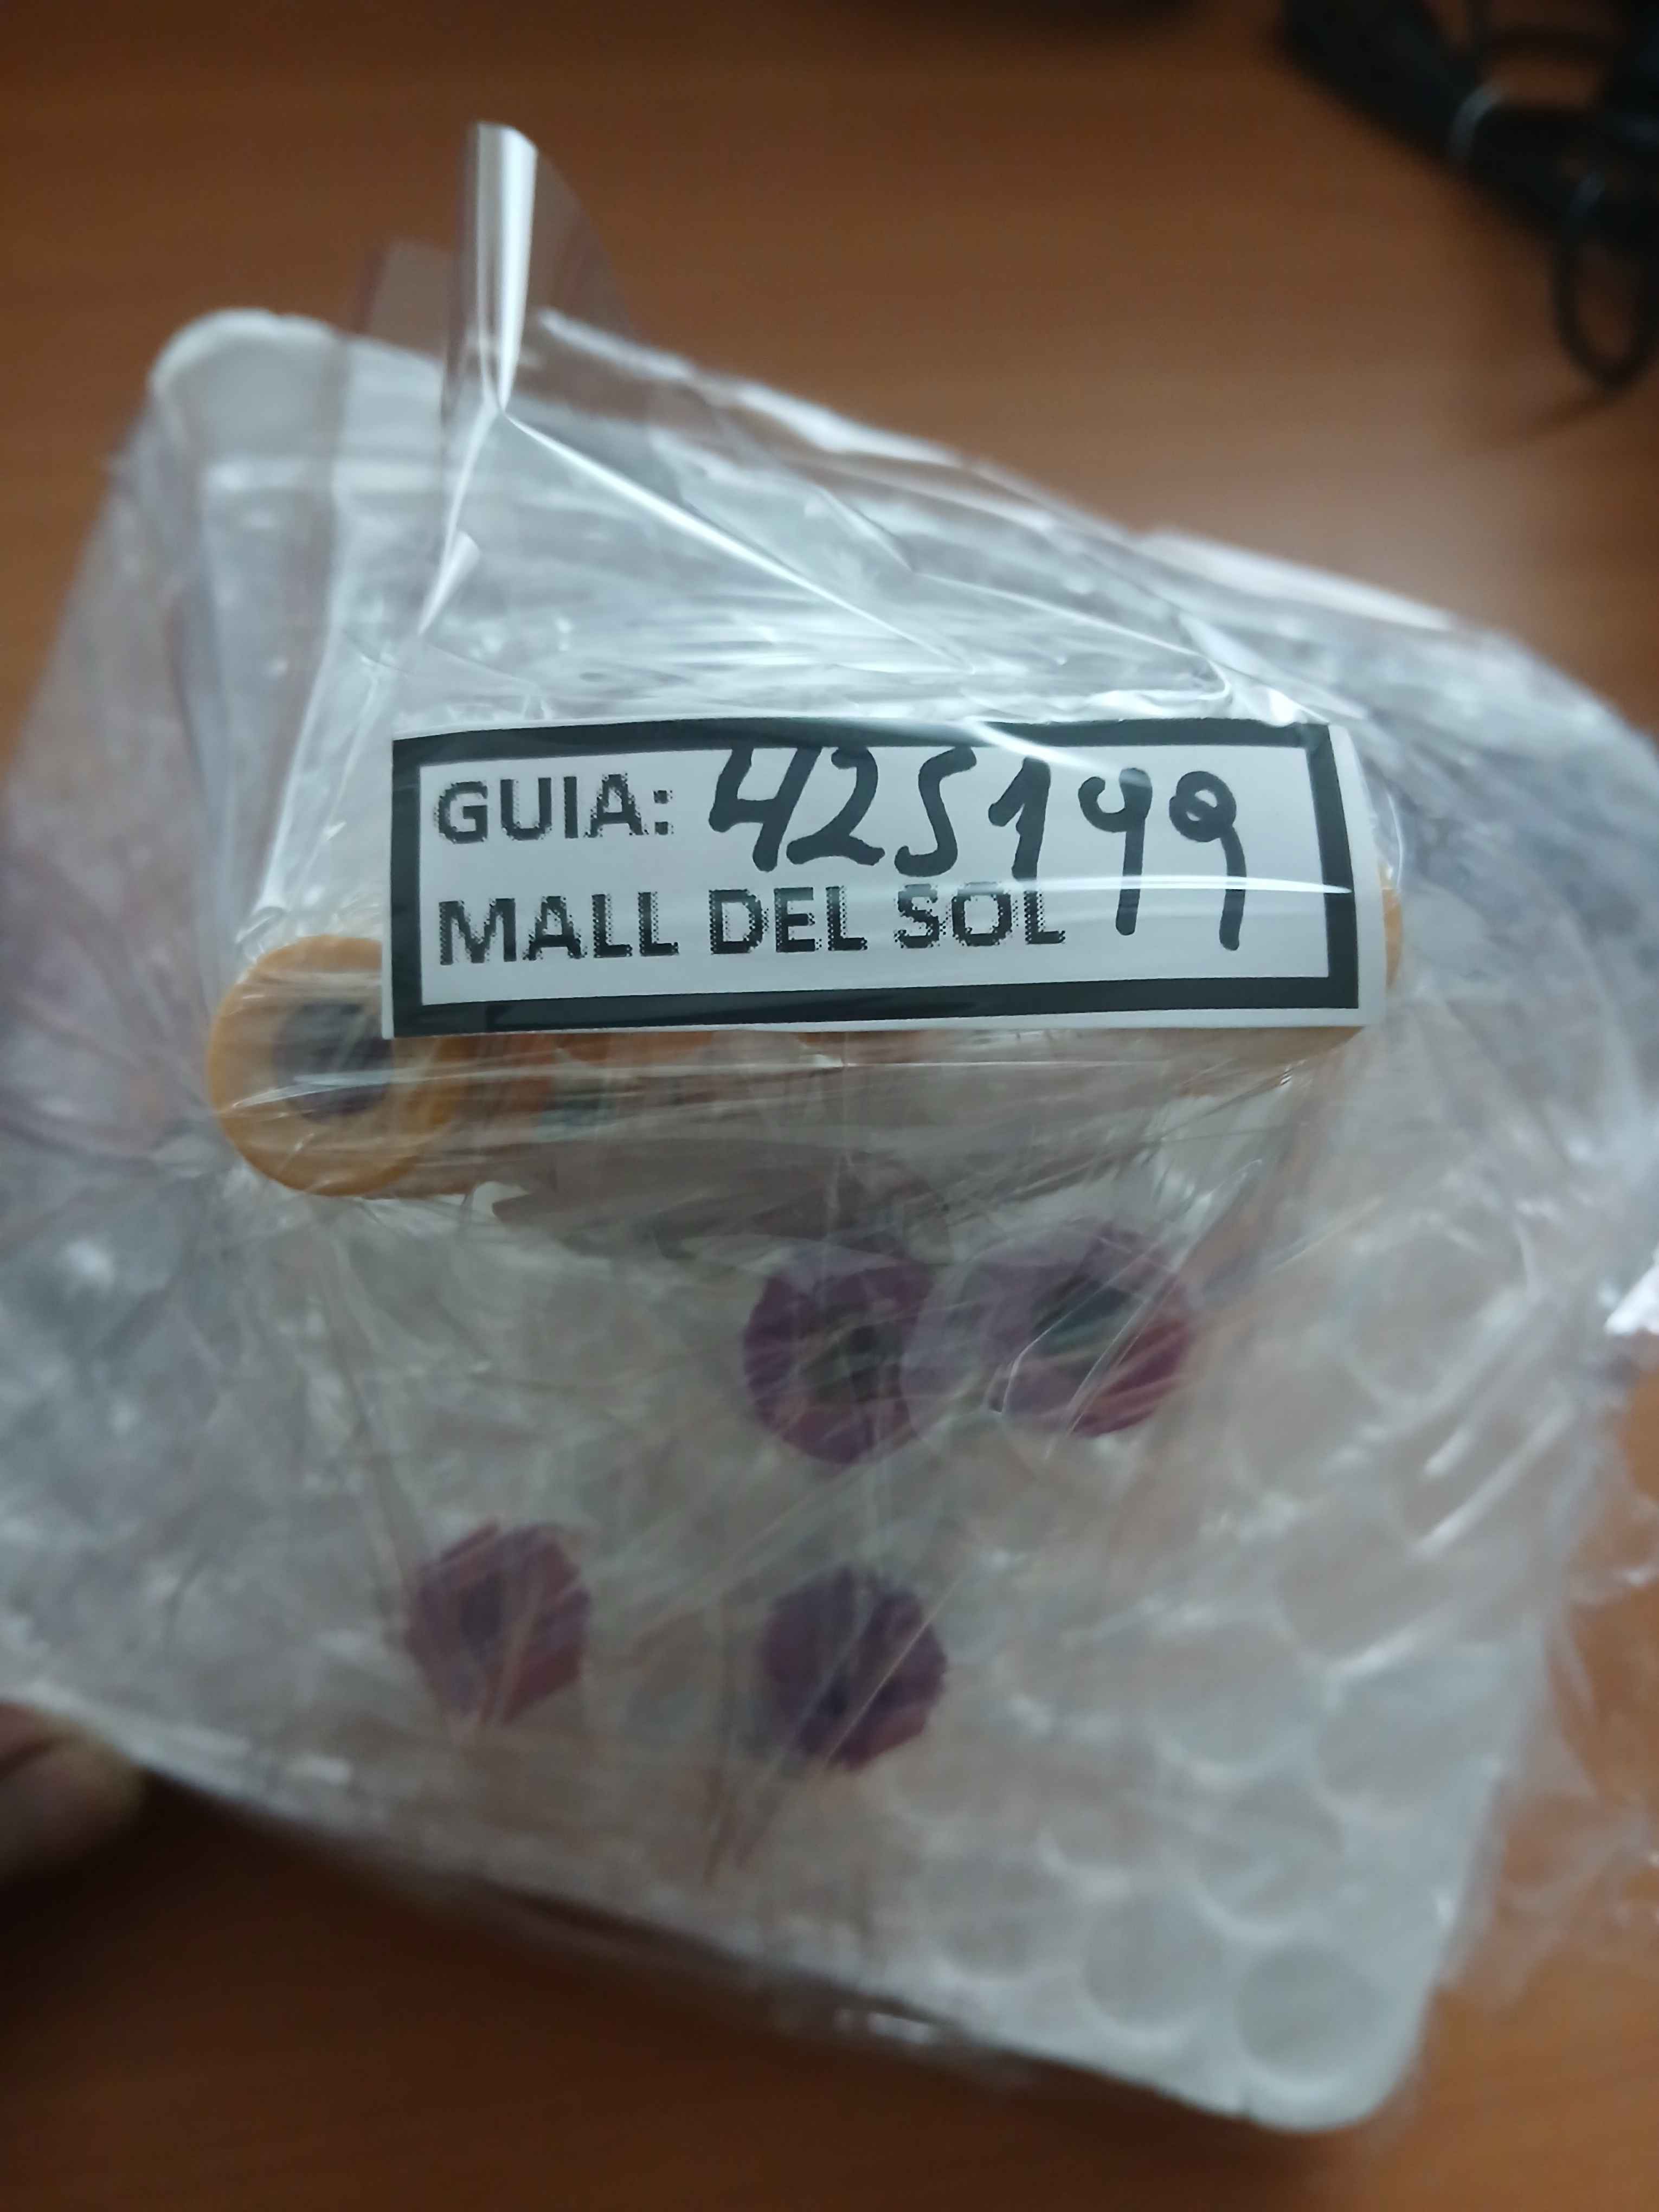 GUIA: 425199
MALL DEL SOL